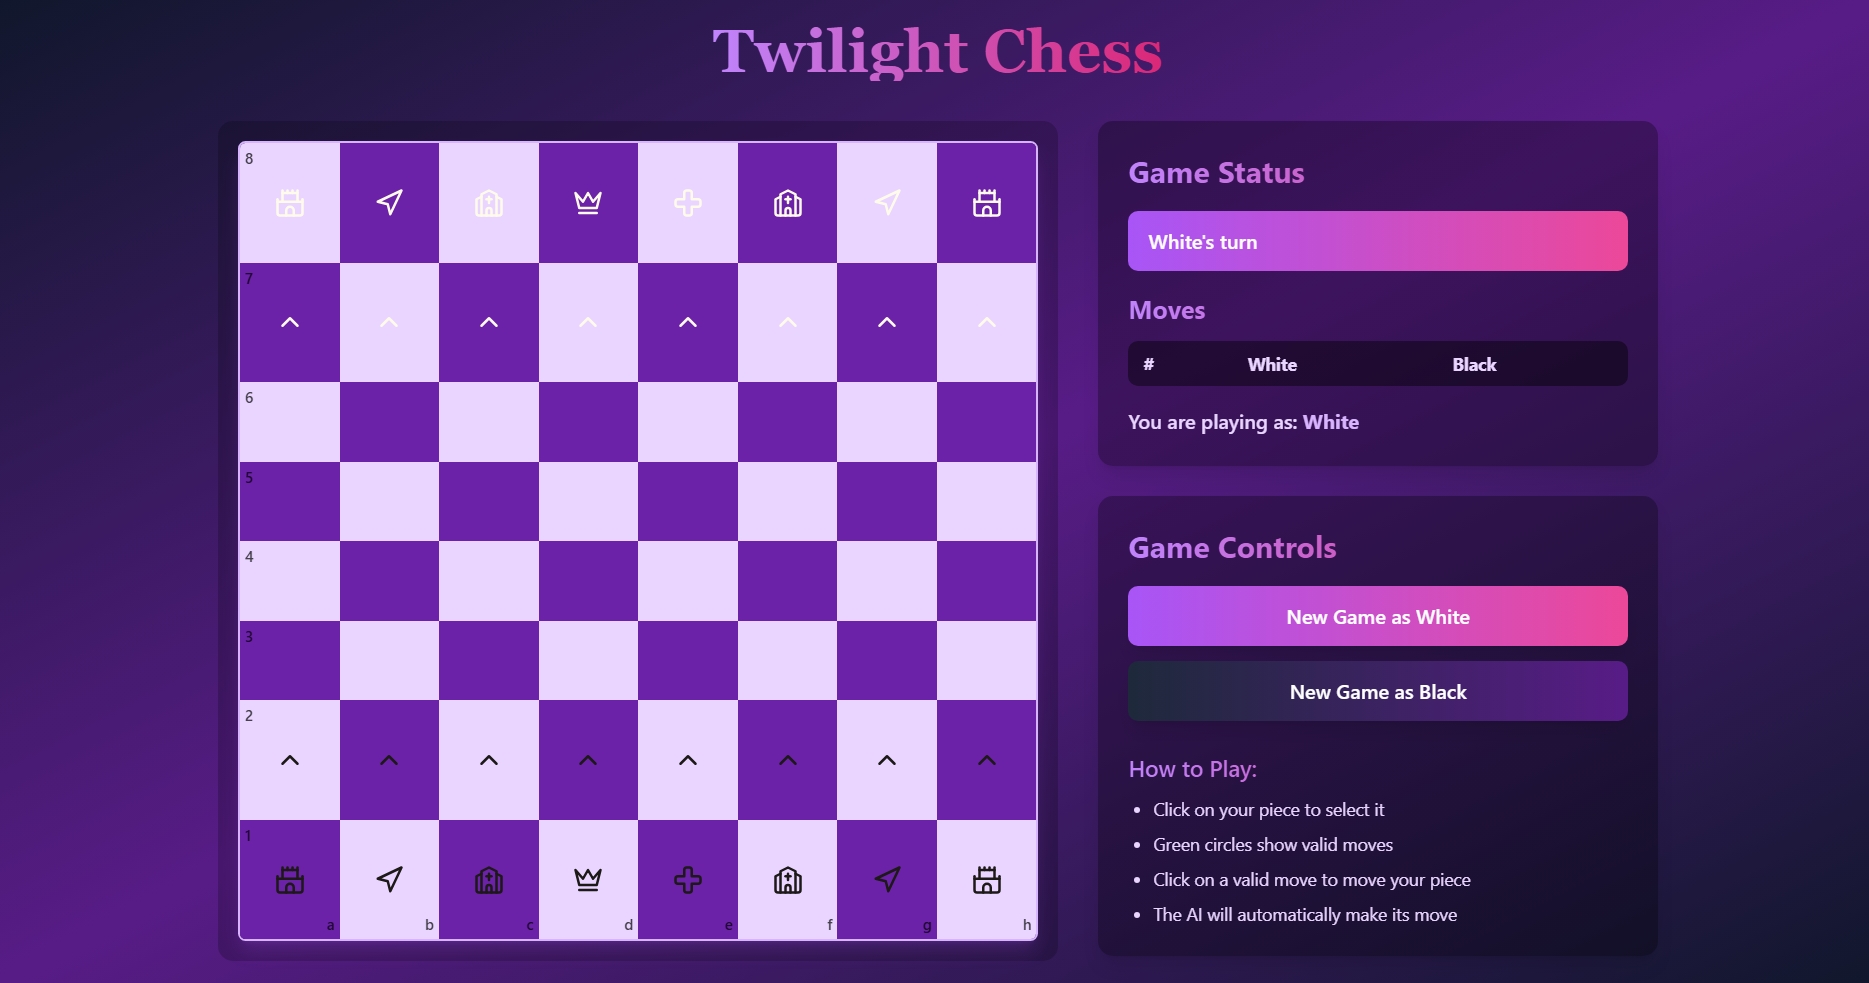 Twilight Chess
8
7
6
5
4
3
2
1
a b c d e f g h
Game Status
White's turn
Moves
# White Black
You are playing as: White
Game Controls
New Game as White
New Game as Black
How to Play:
• Click on your piece to select it
• Green circles show valid moves
• Click on a valid move to move your piece
• The AI will automatically make its move